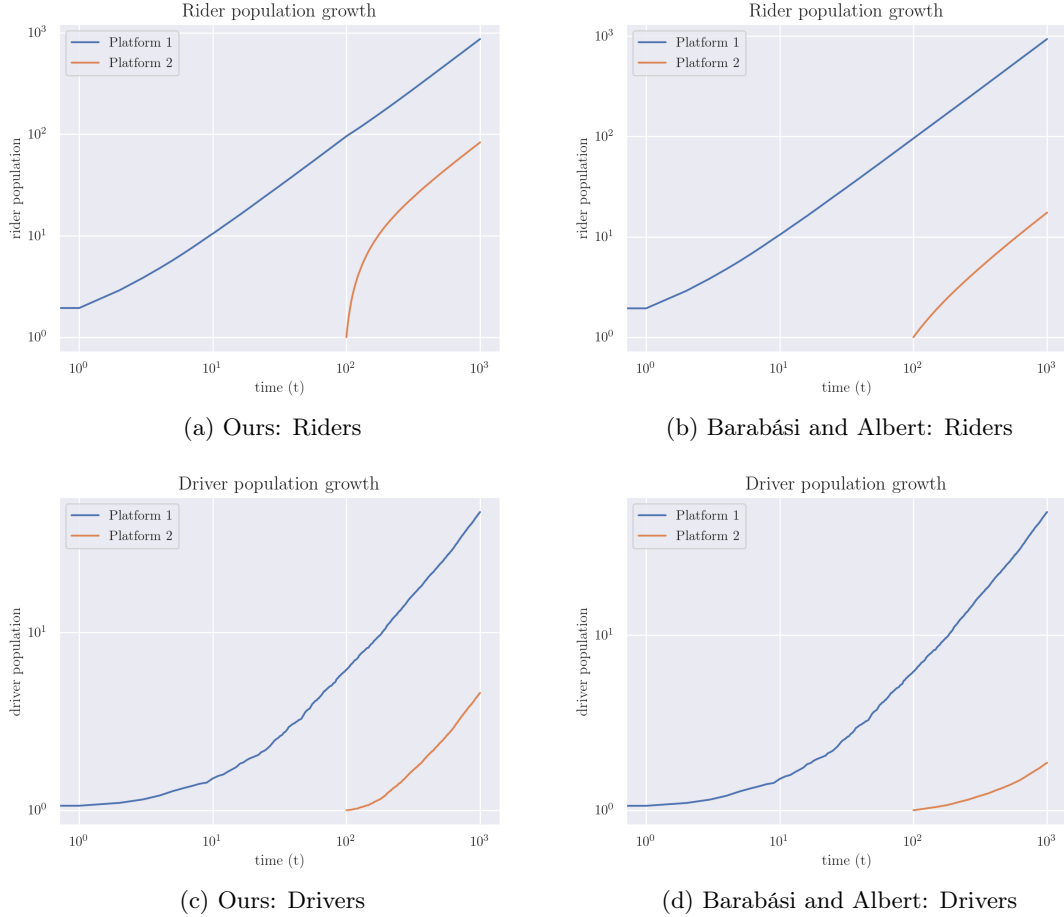 Rider population growth
Platform 1
Platform 2
rider population
10³
10²
10¹
10⁰
10⁰ 10¹ 10² 10³
time (t)
(a) Ours: Riders
Rider population growth
Platform 1
Platform 2
rider population
10³
10²
10¹
10⁰
10⁰ 10¹ 10² 10³
time (t)
(b) Barabási and Albert: Riders
Driver population growth
Platform 1
Platform 2
driver population
10¹
10⁰
10⁰ 10¹ 10² 10³
time (t)
(c) Ours: Drivers
Driver population growth
Platform 1
Platform 2
driver population
10¹
10⁰
10⁰ 10¹ 10² 10³
time (t)
(d) Barabási and Albert: Drivers